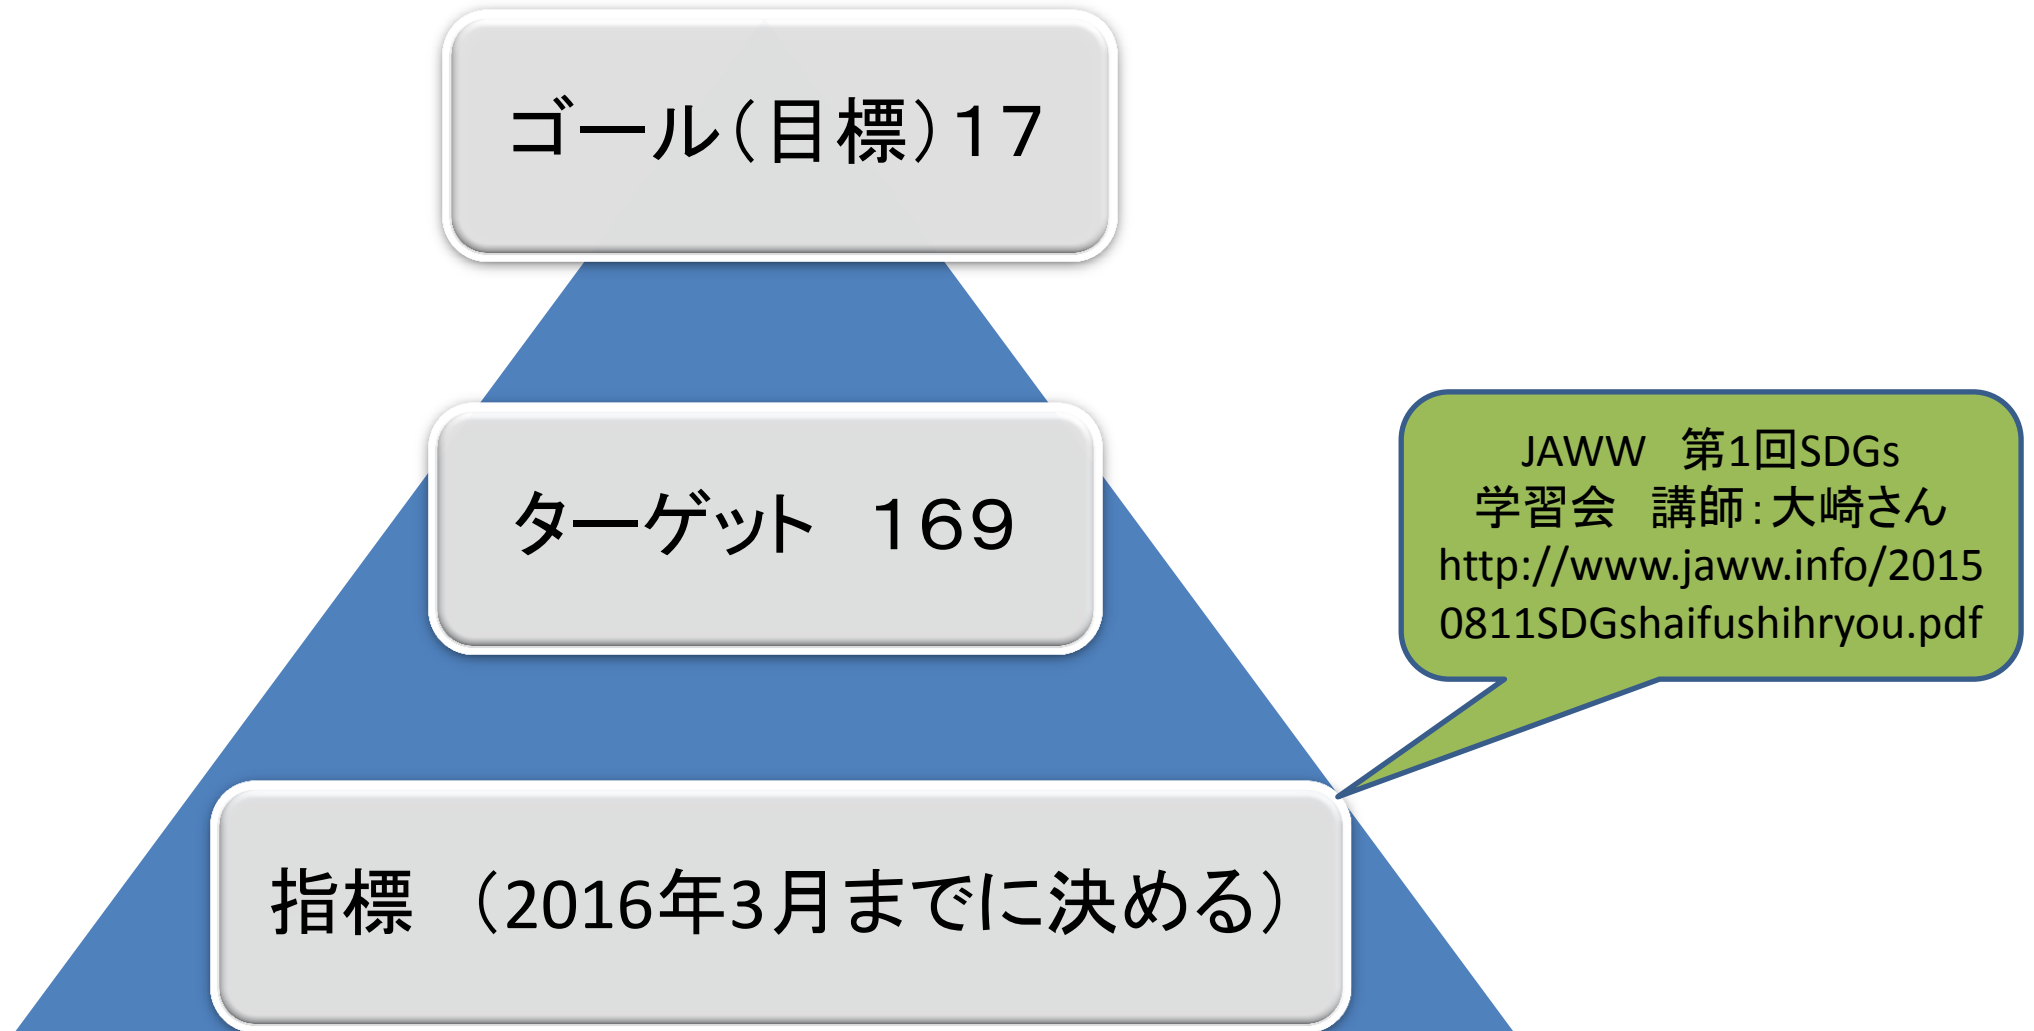 ゴール（目標）１７
ターゲット　１６９
JAWW　第1回SDGs
学習会　講師：大崎さん
http://www.jaww.info/2015
0811SDGshaifushihryou.pdf
指標　（2016年3月までに決める）